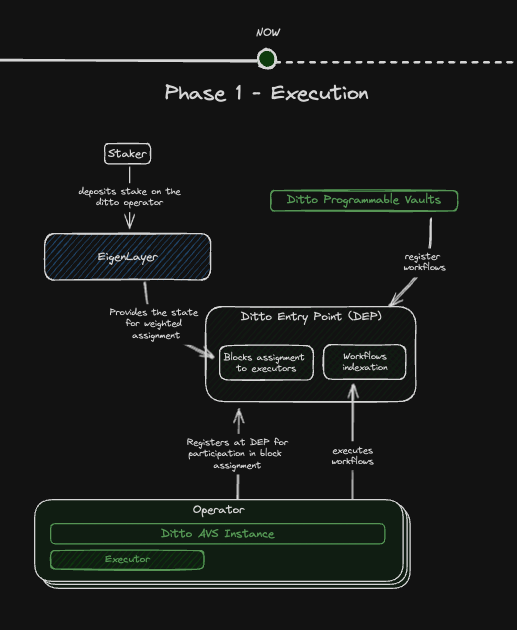 NOW
Phase 1 - Execution
Staker
deposits stake on the
ditto operator
Ditto Programmable Vaults
EigenLayer
register
workflows
Provides the state
for weighted
assignment
Ditto Entry Point (DEP)
Blocks assignment
to executors
Workflows
indexation
Registers at DEP for
participation in block
assignment
executes
workflows
Operator
Ditto AVS Instance
Executor